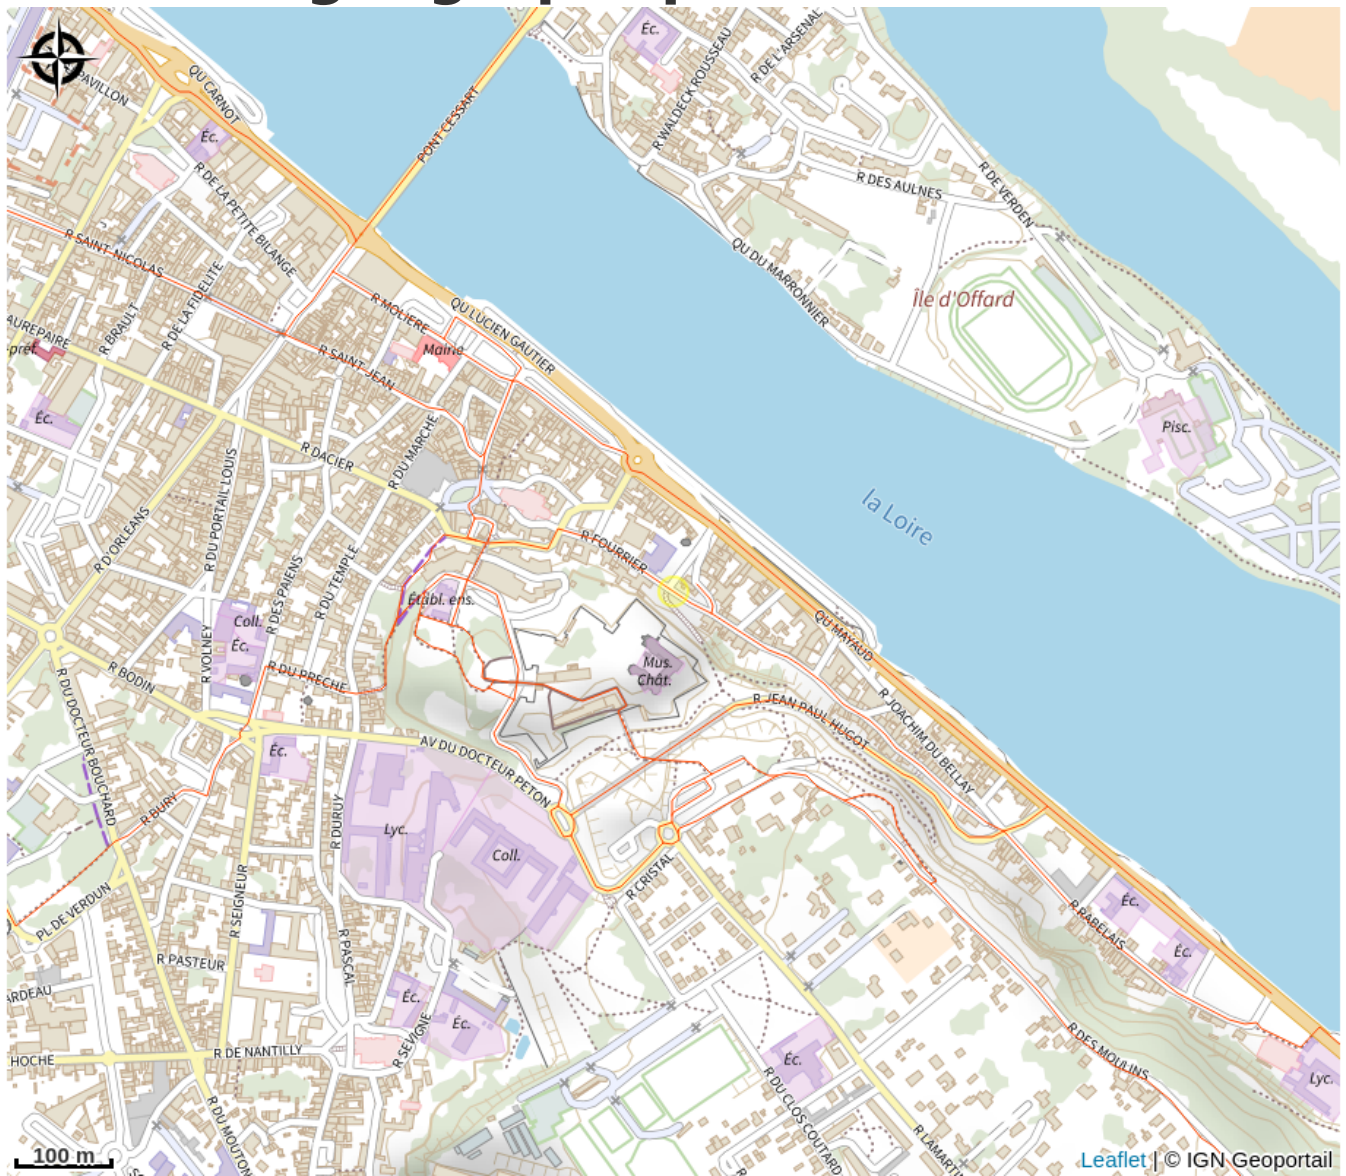 QU CARNOT
PAVILLON
Éc.
R WALDECK ROUSSEAU
R DE L'ARSENAL
PONT CESSART
Éc.
R DE LA PETITE BILANGE
R DES AULNES
R DE VERDEN
R SAINT-NICOLAS
R DE LA FIDELITE
QU DU MARRONNIER
Île d'Offard
R BRAULT
AUREPAIRE
-préf.
R MOLIERE
QU LUCIEN GAUTIER
Mairie
R SAINT JEAN
Éc.
Pisc.
R DU MARCHE
R DACIER
R DU PORTAIL LOUIS
R D'ORLEANS
la Loire
R FOURRIER
R DES PAIENS
R DU TEMPLE
Établ. ens.
Coll.
Éc.
R VOLNEY
QU MAYAUD
Mus.
Chât.
R BODIN
R DU PRECHE
R DU DOCTEUR BOUCHARD
R JEAN PAUL HUGOT
R JOACHIM DU BELLAY
AV DU DOCTEUR PETON
Éc.
R BURY
R DURUY
Lyc.
Coll.
R CRISTAL
PL DE VERDUN
R SEIGNEUR
Éc.
R RABELAIS
Éc.
R PASTEUR
R PASCAL
ARDEAU
Éc.
Éc.
R SEVIGNE
R DES MOULINS
HOCHE
R DE NANTILLY
Éc.
Lyc.
R DU CLOS COUTARD
R DU MOUTON
R LAMARTI
100 m
Leaflet | © IGN Geoportail